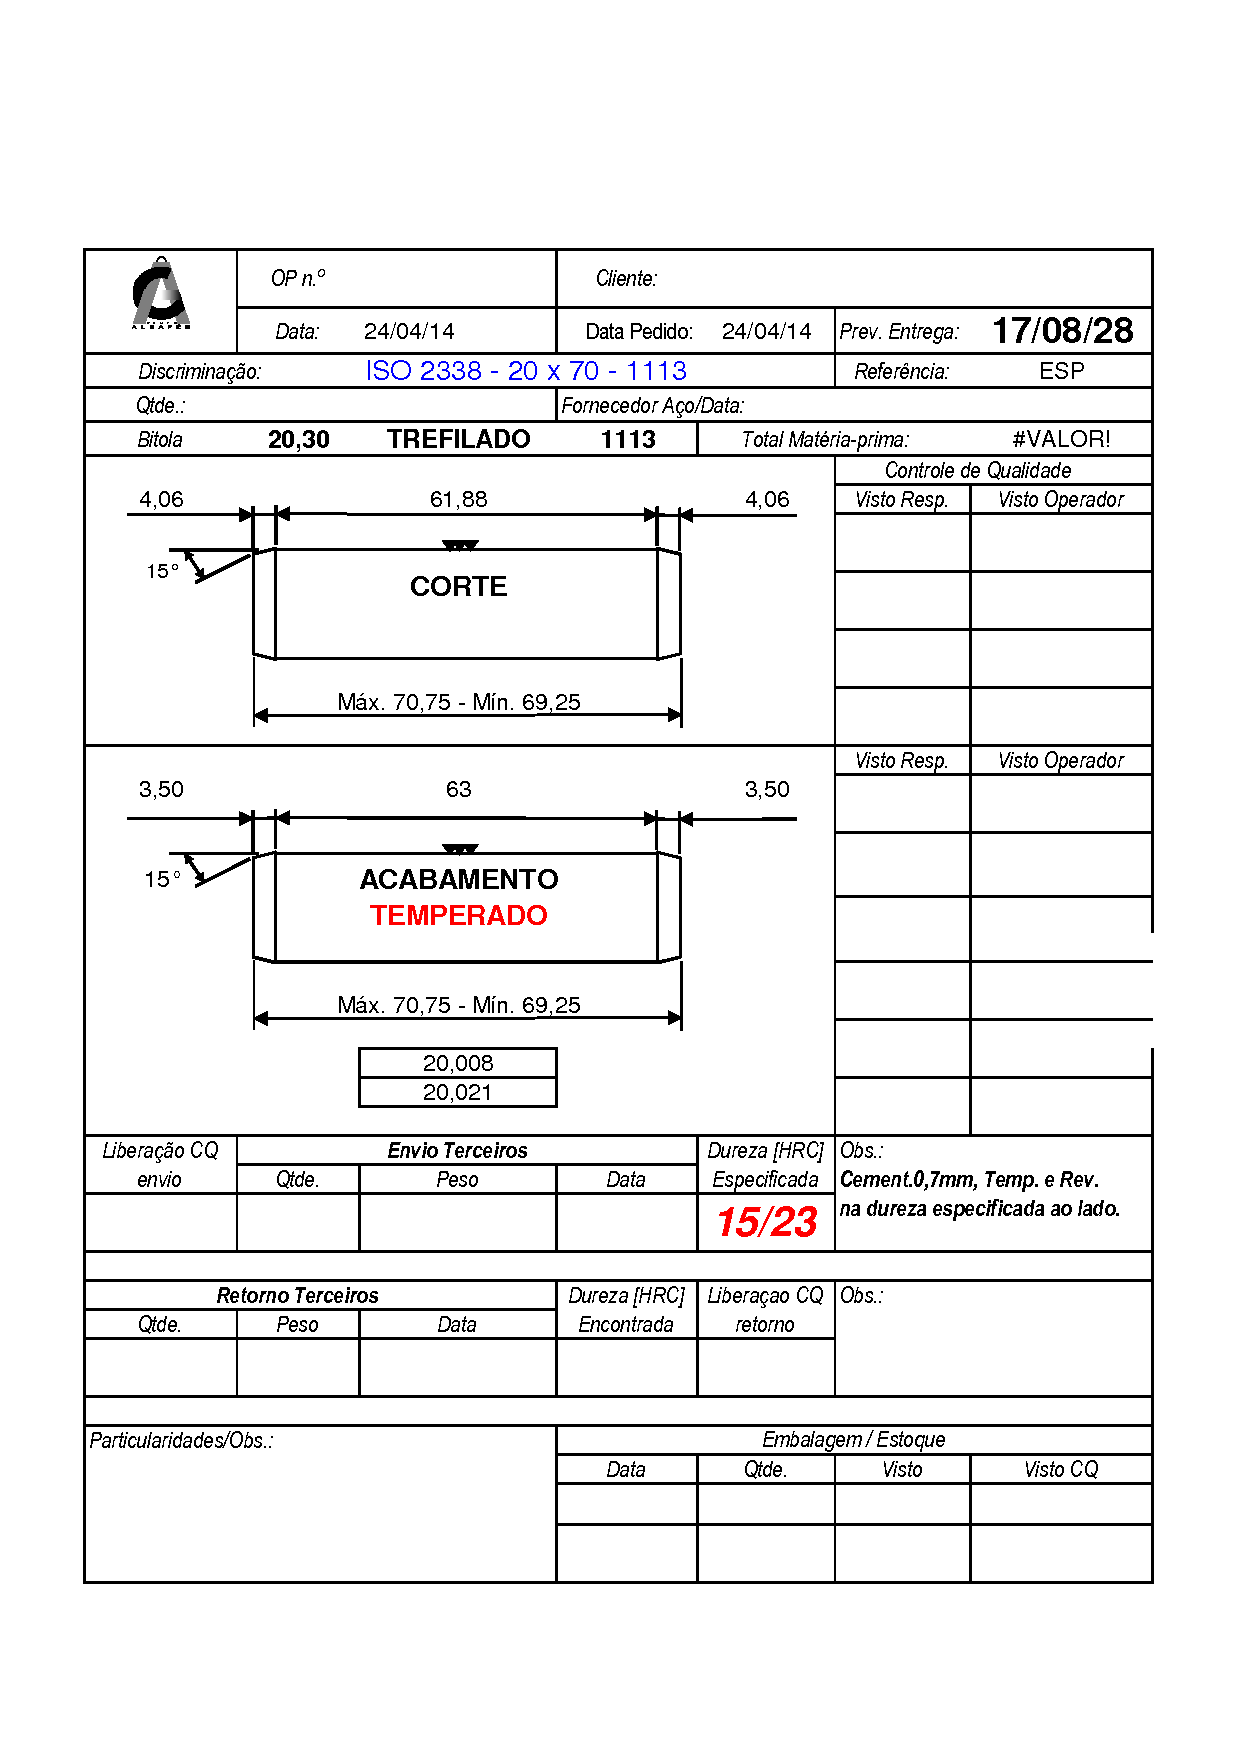 ALBAPES
OP n.º Cliente:
Data: 24/04/14 Data Pedido: 24/04/14 Prev. Entrega: 17/08/28
Discriminação: ISO 2338 - 20 x 70 - 1113 Referência: ESP
Qtde.: Fornecedor Aço/Data:
Bitola 20,30 TREFILADO 1113 Total Matéria-prima: #VALOR!
Controle de Qualidade
4,06 61,88 4,06 Visto Resp. Visto Operador
15°
CORTE
Máx. 70,75 - Mín. 69,25
Visto Resp. Visto Operador
3,50 63 3,50
15°
ACABAMENTO
TEMPERADO
Máx. 70,75 - Mín. 69,25
20,008
20,021
Liberação CQ Envio Terceiros Dureza [HRC] Obs.:
envio Qtde. Peso Data Especificada Cement.0,7mm, Temp. e Rev.
15/23 na dureza especificada ao lado.
Retorno Terceiros Dureza [HRC] Liberaçao CQ Obs.:
Qtde. Peso Data Encontrada retorno
Particularidades/Obs.: Embalagem / Estoque
Data Qtde. Visto Visto CQ